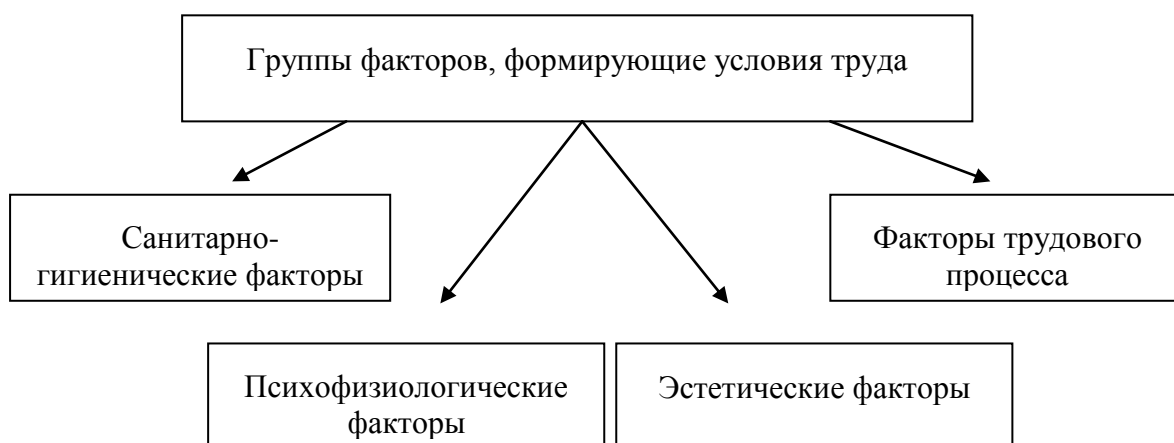 Группы факторов, формирующие условия труда
Санитарно-
гигиенические факторы
Факторы трудового
процесса
Психофизиологические
факторы
Эстетические факторы